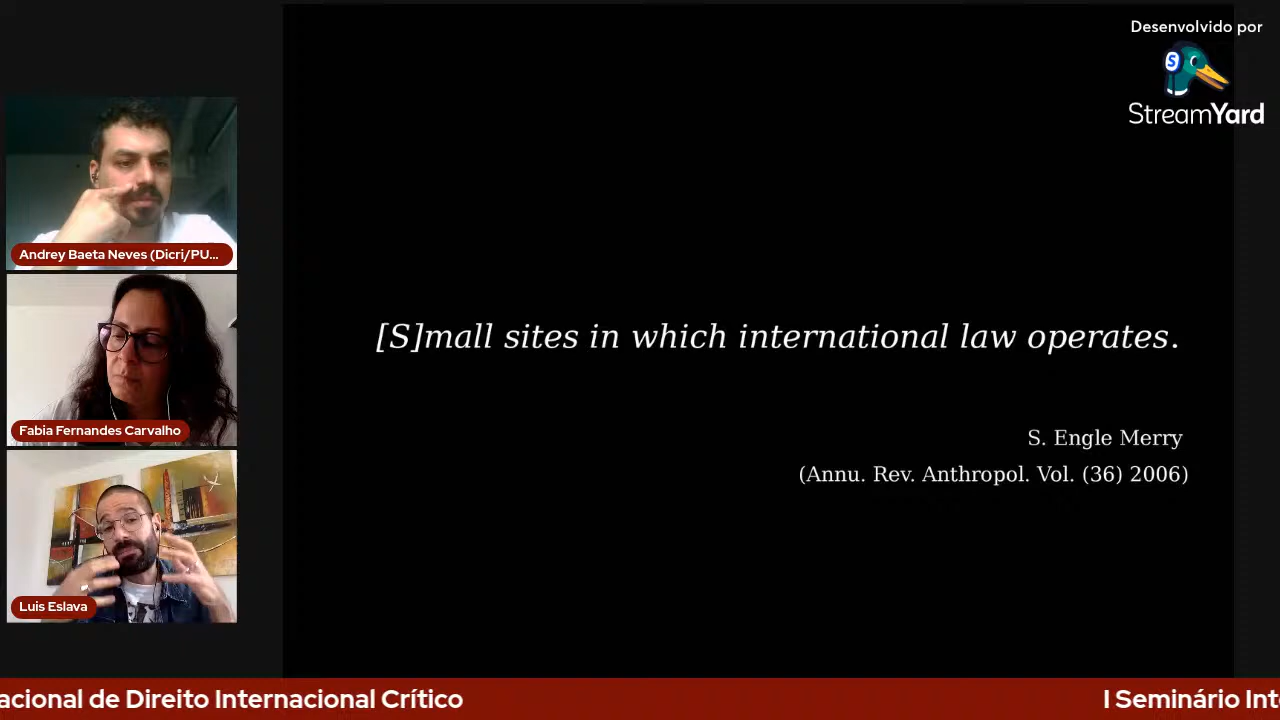 Desenvolvido por
StreamYard
Andrey Baeta Neves (Dicri/PU...
Fabia Fernandes Carvalho
Luis Eslava
[S]mall sites in which international law operates.
S. Engle Merry
(Annu. Rev. Anthropol. Vol. (36) 2006)
acional de Direito Internacional Crítico
I Seminário Int